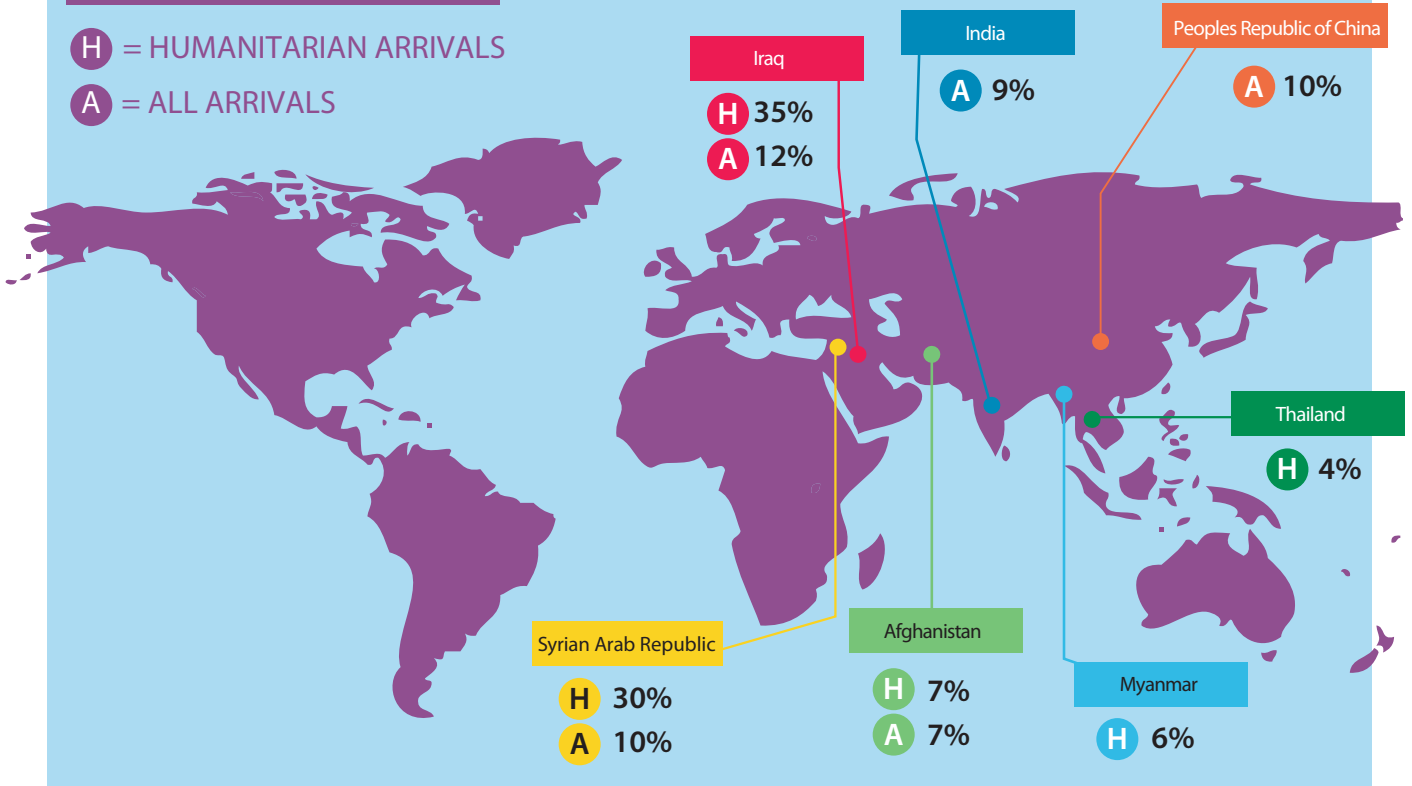 H = HUMANITARIAN ARRIVALS
A = ALL ARRIVALS
Iraq
H 35%
A 12%
India
A 9%
Peoples Republic of China
A 10%
Thailand
H 4%
Syrian Arab Republic
H 30%
A 10%
Afghanistan
H 7%
A 7%
Myanmar
H 6%